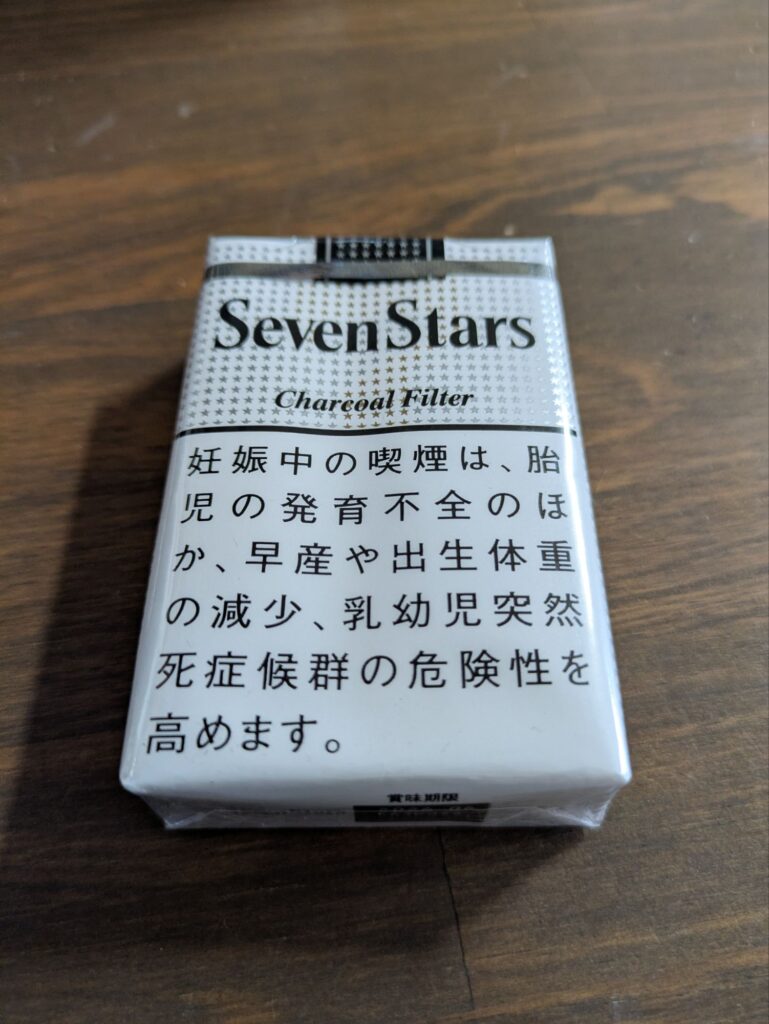 Seven Stars
Charcoal Filter
妊娠中の喫煙は、胎
児の発育不全のほ
か、早産や出生体重
の減少、乳幼児突然
死症候群の危険性を
高めます。
賞味期限